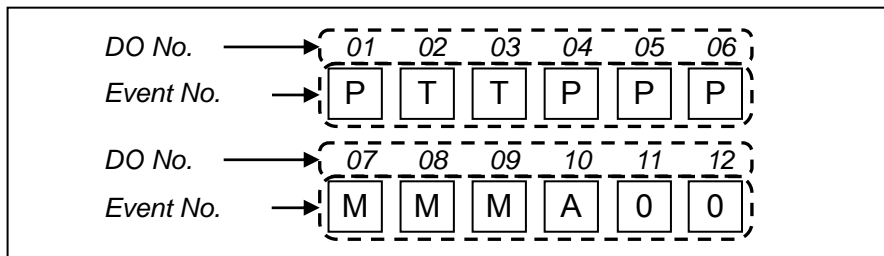 DO No. 01 02 03 04 05 06
Event No. P T T P P P
DO No. 07 08 09 10 11 12
Event No. M M M A 0 0